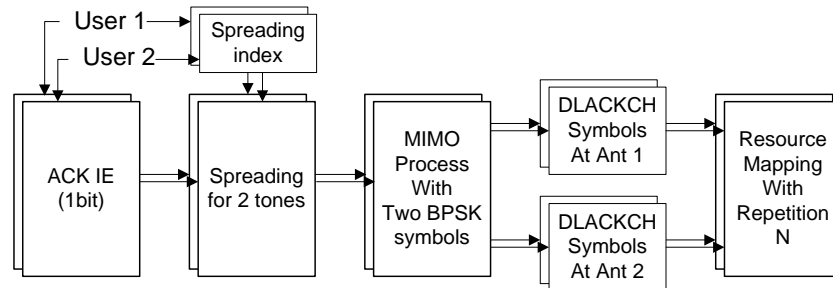 User 1
User 2
Spreading
index
ACK IE
(1bit)
Spreading
for 2 tones
MIMO
Process
With
Two BPSK
symbols
DLACKCH
Symbols
At Ant 1
DLACKCH
Symbols
At Ant 2
Resource
Mapping
With
Repetition
N